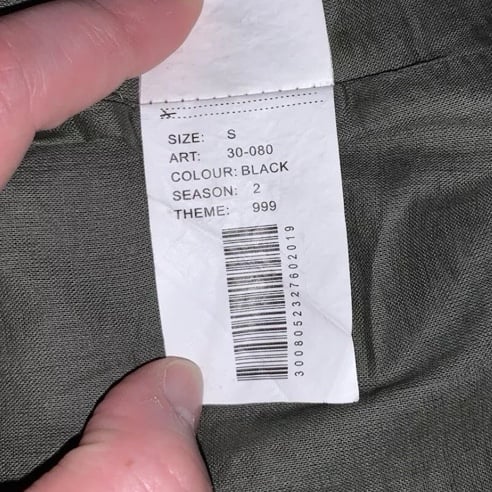 SIZE: S
ART: 30-080
COLOUR: BLACK
SEASON: 2
THEME: 999
3008052327602019